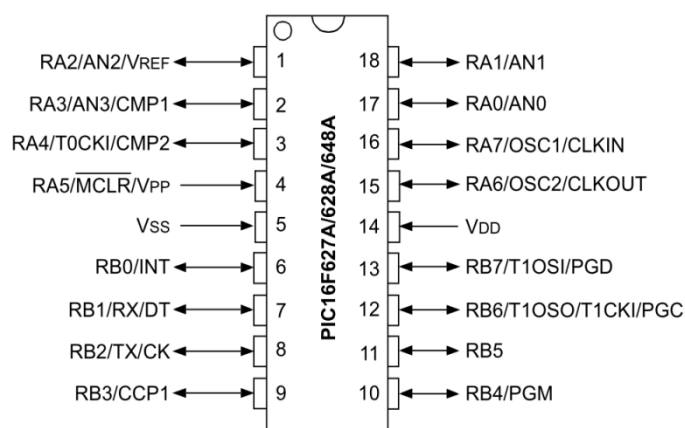 RA2/AN2/VREF 1 18 RA1/AN1
RA3/AN3/CMP1 2 17 RA0/AN0
RA4/T0CKI/CMP2 3 16 RA7/OSC1/CLKIN
RA5/MCLR/VPP 4 15 RA6/OSC2/CLKOUT
VSS 5 14 VDD
RB0/INT 6 13 RB7/T1OSI/PGD
RB1/RX/DT 7 12 RB6/T1OSO/T1CKI/PGC
RB2/TX/CK 8 11 RB5
RB3/CCP1 9 10 RB4/PGM
PIC16F627A/628A/648A